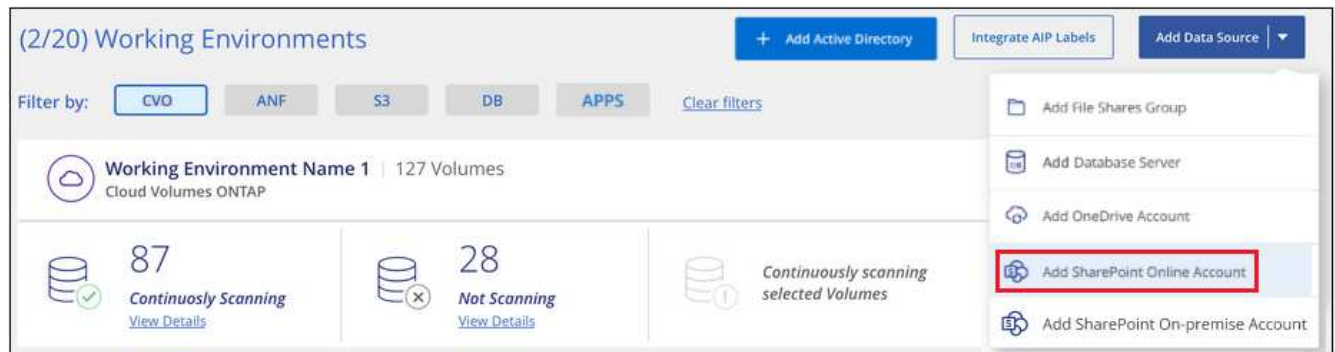 (2/20) Working Environments
+ Add Active Directory
Integrate AIP Labels
Add Data Source
Filter by:
CVO
ANF
S3
DB
APPS
Clear filters
Add File Shares Group
Working Environment Name 1 | 127 Volumes
Cloud Volumes ONTAP
Add Database Server
Add OneDrive Account
87
Continuosly Scanning
View Details
28
Not Scanning
View Details
Continuously scanning
selected Volumes
Add SharePoint Online Account
Add SharePoint On-premise Account